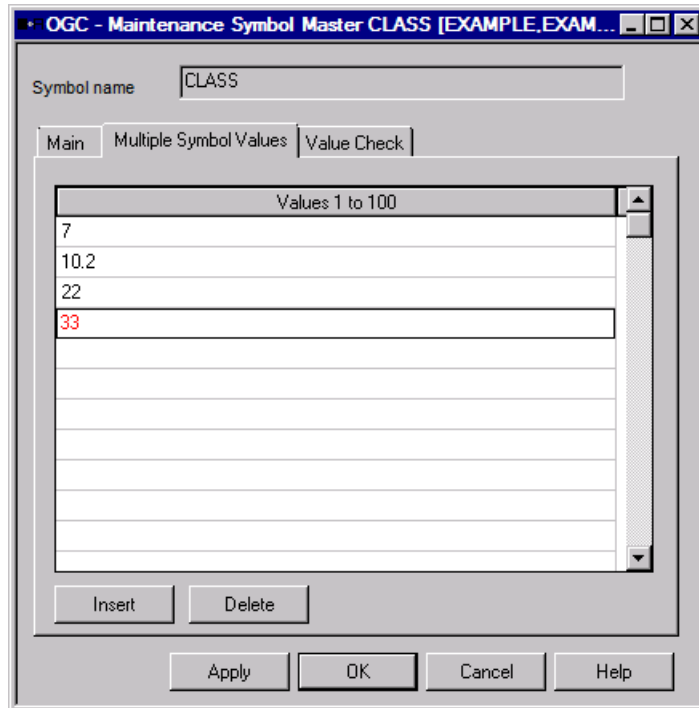 OGC - Maintenance Symbol Master CLASS [EXAMPLE,EXAM...
Symbol name CLASS
Main Multiple Symbol Values Value Check
Values 1 to 100
7
10.2
22
33
Insert Delete
Apply OK Cancel Help